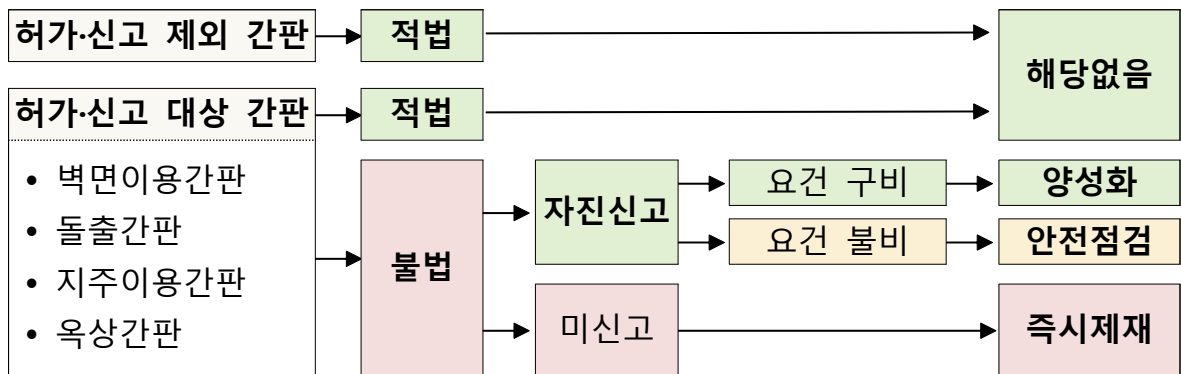 허가·신고 제외 간판
적법
해당없음
허가·신고 대상 간판
적법
• 벽면이용간판
• 돌출간판
• 지주이용간판
• 옥상간판
불법
자진신고
요건 구비
양성화
요건 불비
안전점검
미신고
즉시제재